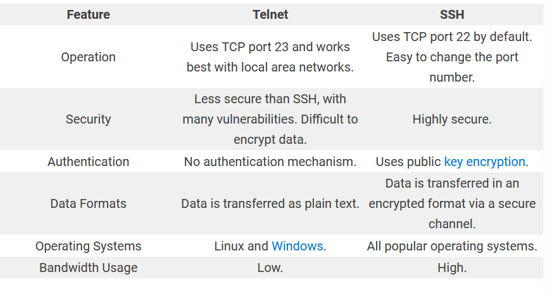 Feature Telnet SSH
Operation Uses TCP port 23 and works best with local area networks. Uses TCP port 22 by default. Easy to change the port number.
Security Less secure than SSH, with many vulnerabilities. Difficult to encrypt data. Highly secure.
Authentication No authentication mechanism. Uses public key encryption.
Data Formats Data is transferred as plain text. Data is transferred in an encrypted format via a secure channel.
Operating Systems Linux and Windows. All popular operating systems.
Bandwidth Usage Low. High.